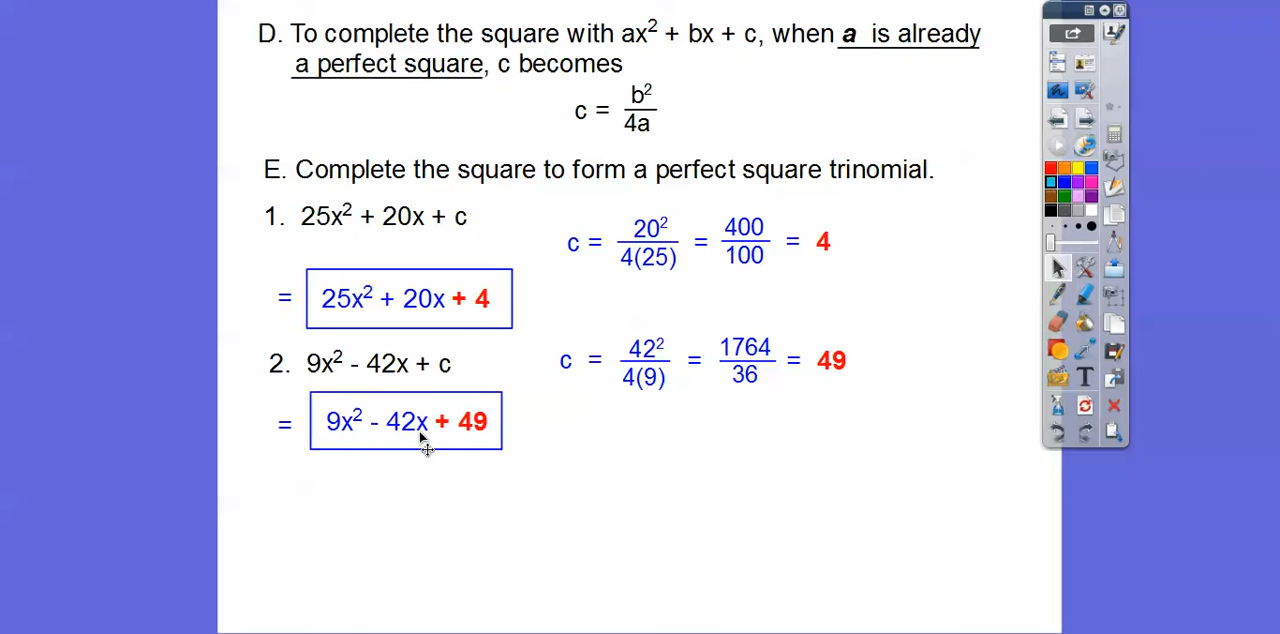 D. To complete the square with ax² + bx + c, when a is already
a perfect square, c becomes
c = b²/4a
E. Complete the square to form a perfect square trinomial.
1. 25x² + 20x + c
c = 20²/4(25) = 400/100 = 4
= 25x² + 20x + 4
2. 9x² - 42x + c
c = 42²/4(9) = 1764/36 = 49
= 9x² - 42x + 49
T